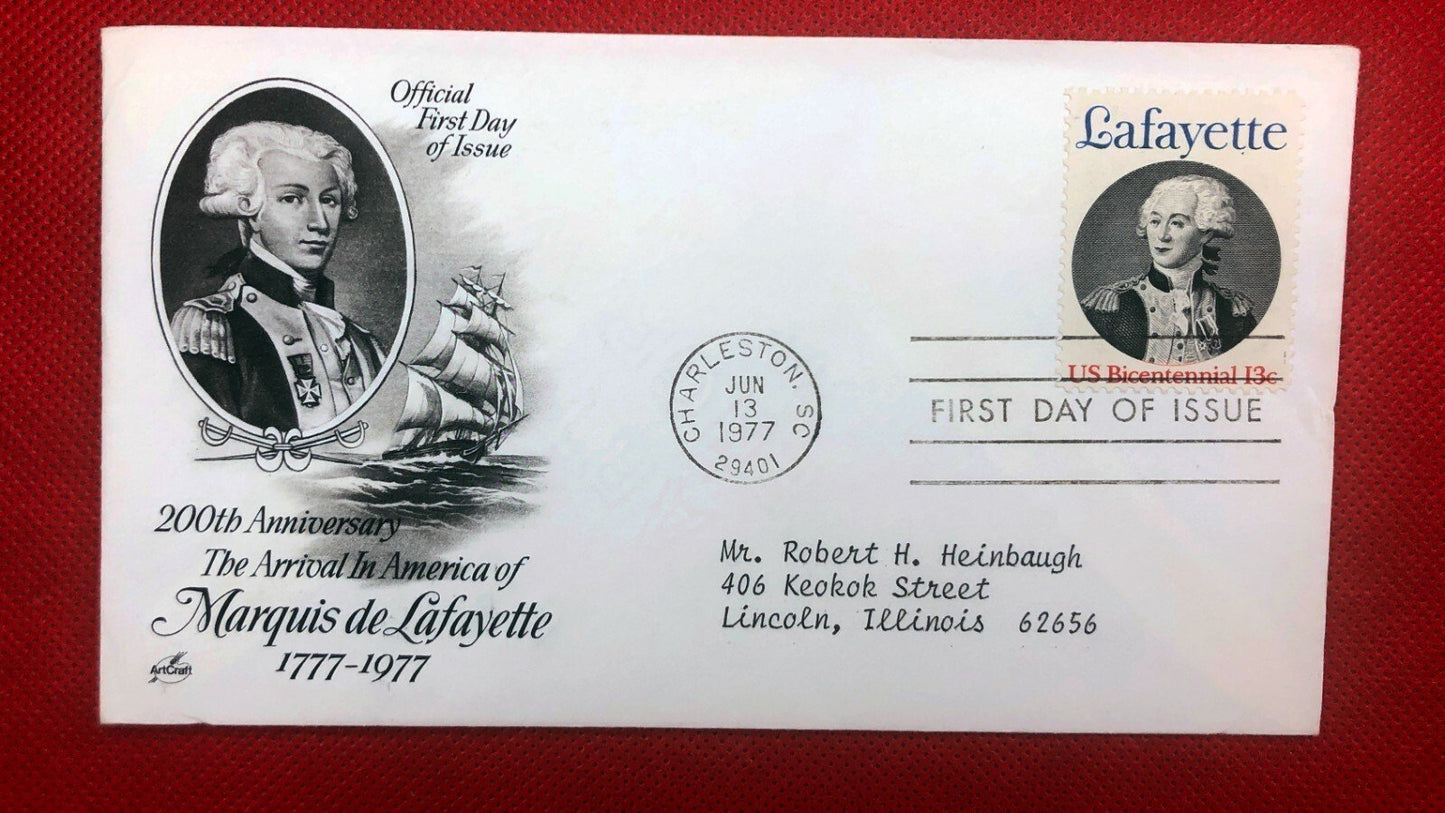 Official
First Day
of Issue
Lafayette
US Bicentennial 13c
CHARLESTON, SC
JUN
13
1977
29401
FIRST DAY OF ISSUE
200th Anniversary
The Arrival In America of
Marquis de Lafayette
1777-1977
ArtCraft
Mr. Robert H. Heinbaugh
406 Keokok Street
Lincoln, Illinois 62656